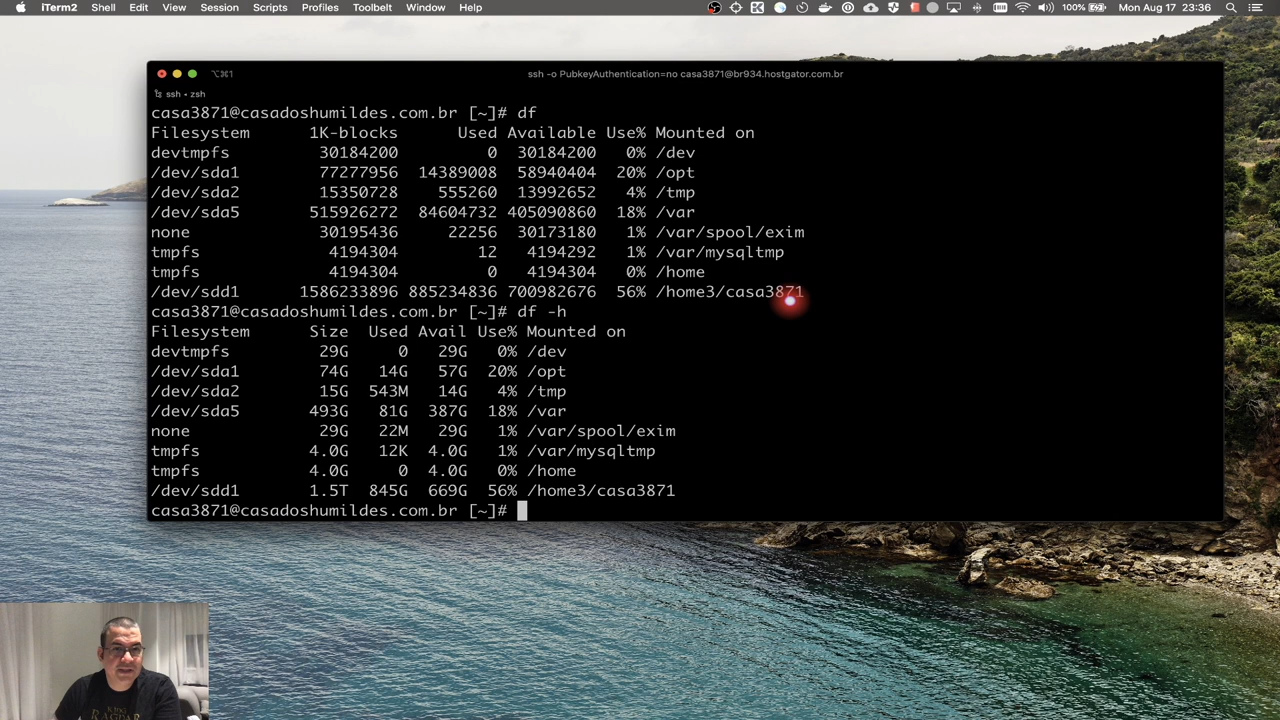 iTerm2 Shell Edit View Session Scripts Profiles Toolbelt Window Help 100% Mon Aug 17 23:36
⌥⌘1 ssh -o PubkeyAuthentication=no casa3871@br934.hostgator.com.br
ssh • zsh
casa3871@casadoshumildes.com.br [~]# df
Filesystem 1K-blocks Used Available Use% Mounted on
devtmpfs 30184200 0 30184200 0% /dev
/dev/sda1 77277956 14389008 58940404 20% /opt
/dev/sda2 15350728 555260 13992652 4% /tmp
/dev/sda5 515926272 84604732 405090860 18% /var
none 30195436 22256 30173180 1% /var/spool/exim
tmpfs 4194304 12 4194292 1% /var/mysqltmp
tmpfs 4194304 0 4194304 0% /home
/dev/sdd1 1586233896 885234836 700982676 56% /home3/casa3871
casa3871@casadoshumildes.com.br [~]# df -h
Filesystem Size Used Avail Use% Mounted on
devtmpfs 29G 0 29G 0% /dev
/dev/sda1 74G 14G 57G 20% /opt
/dev/sda2 15G 543M 14G 4% /tmp
/dev/sda5 493G 81G 387G 18% /var
none 29G 22M 29G 1% /var/spool/exim
tmpfs 4.0G 12K 4.0G 1% /var/mysqltmp
tmpfs 4.0G 0 4.0G 0% /home
/dev/sdd1 1.5T 845G 669G 56% /home3/casa3871
casa3871@casadoshumildes.com.br [~]#
KING
RAGNAR